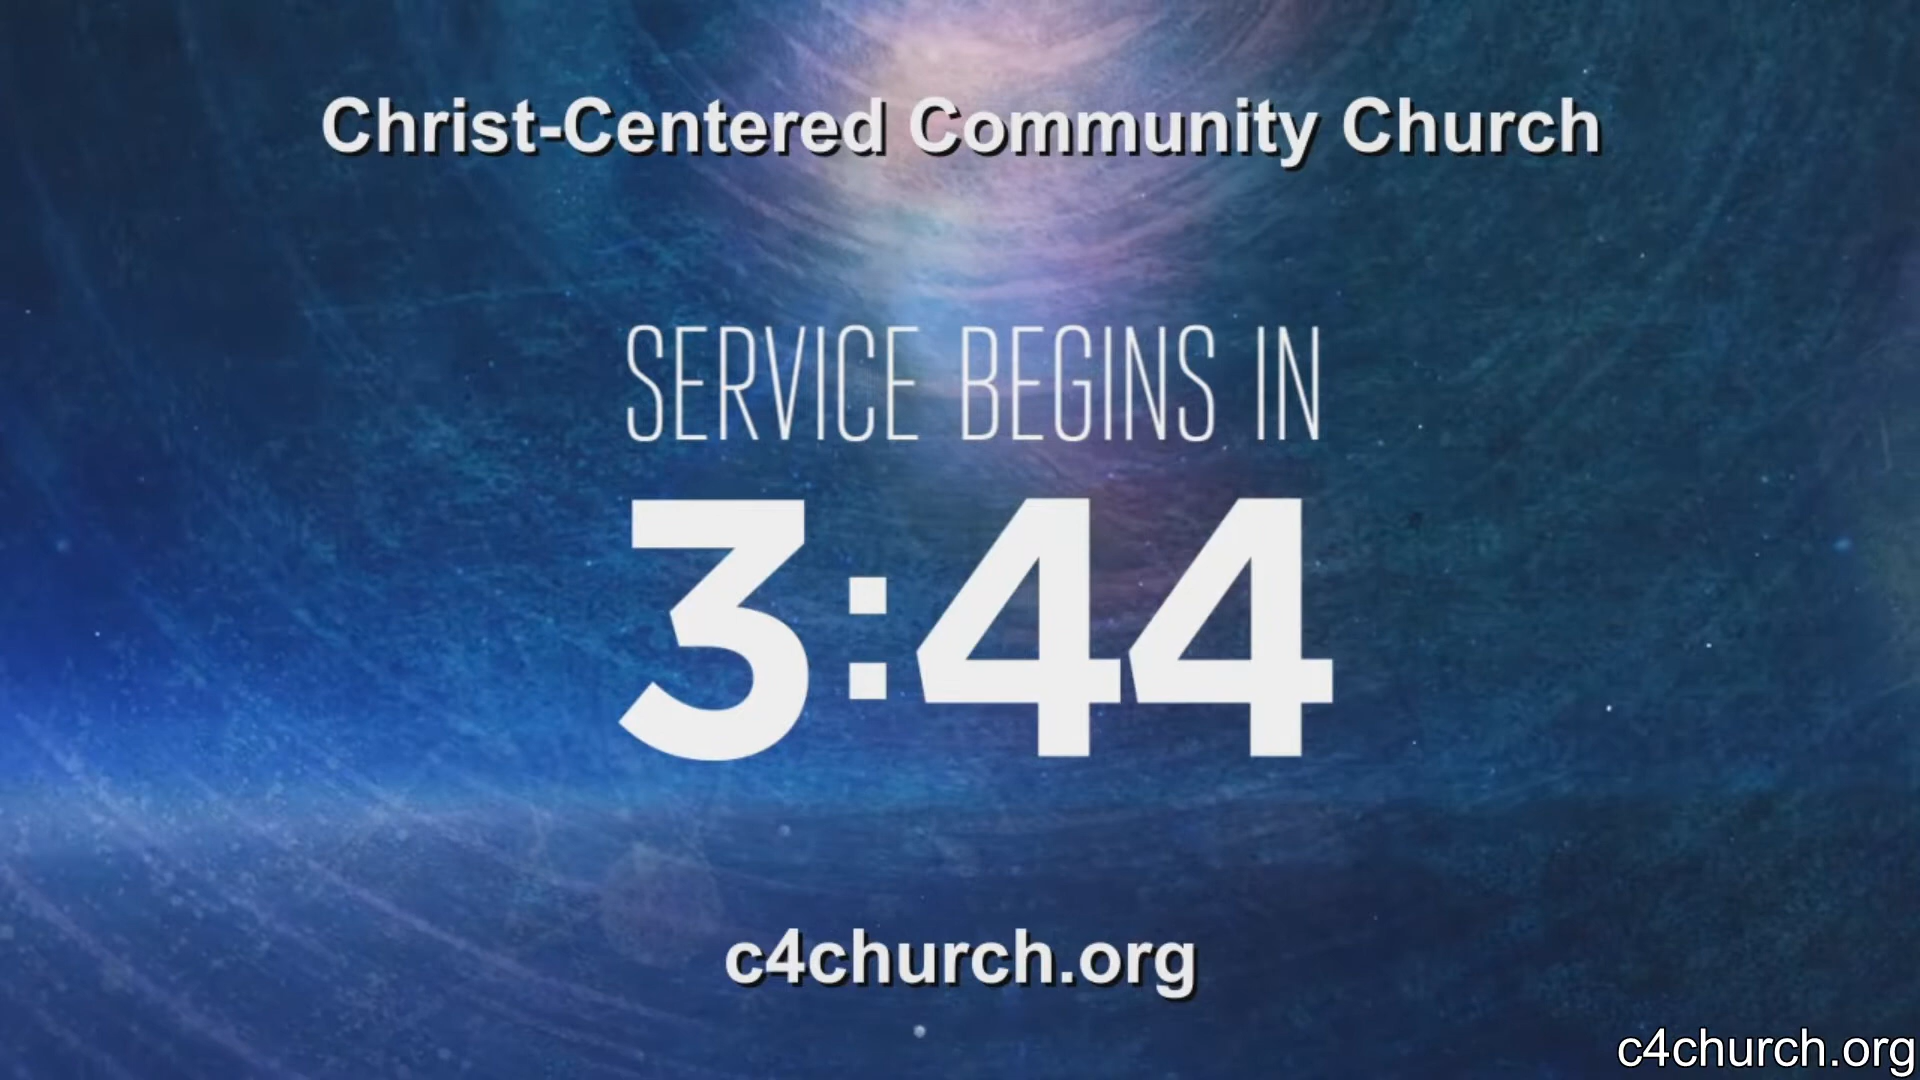 Christ-Centered Community Church
SERVICE BEGINS IN
3:44
c4church.org
c4church.org